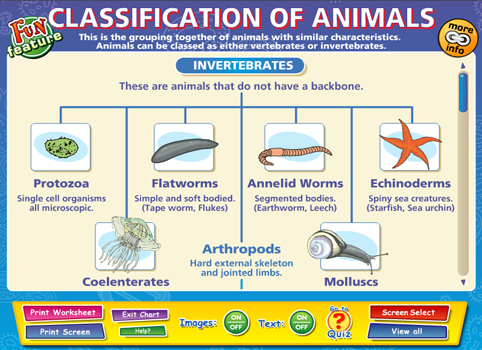 FUN
feature
CLASSIFICATION OF ANIMALS
This is the grouping together of animals with similar characteristics.
Animals can be classed as either vertebrates or invertebrates.
more
info
INVERTEBRATES
These are animals that do not have a backbone.
Protozoa
Single cell organisms
all microscopic.
Flatworms
Simple and soft bodied.
(Tape worm, Flukes)
Annelid Worms
Segmented bodies.
(Earthworm, Leech)
Echinoderms
Spiny sea creatures.
(Starfish, Sea urchin)
Coelenterates
Arthropods
Hard external skeleton
and jointed limbs.
Molluscs
Print Worksheet
Exit Chart
Print Screen
Help?
Images:
ON
OFF
Text:
ON
OFF
Go to
?
Quiz
Screen Select
View all